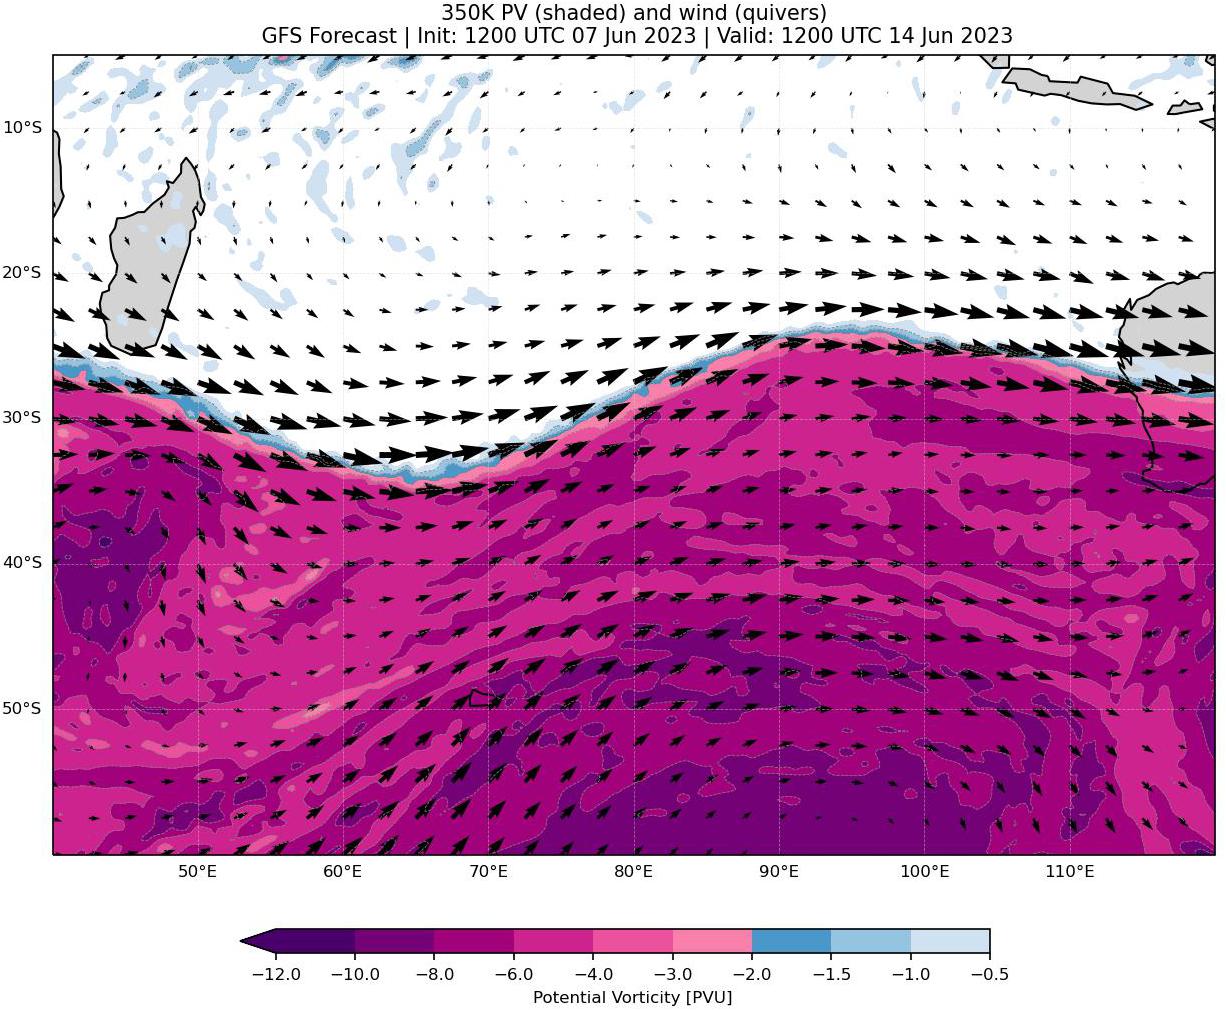 350K PV (shaded) and wind (quivers)
GFS Forecast | Init: 1200 UTC 07 Jun 2023 | Valid: 1200 UTC 14 Jun 2023
10°S
20°S
30°S
40°S
50°S
50°E 60°E 70°E 80°E 90°E 100°E 110°E
−12.0 −10.0 −8.0 −6.0 −4.0 −3.0 −2.0 −1.5 −1.0 −0.5
Potential Vorticity [PVU]